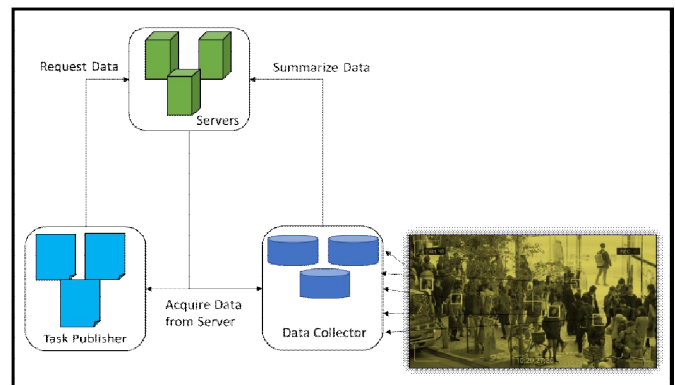 Request Data
Summarize Data
Servers
Acquire Data
from Server
Task Publisher
Data Collector